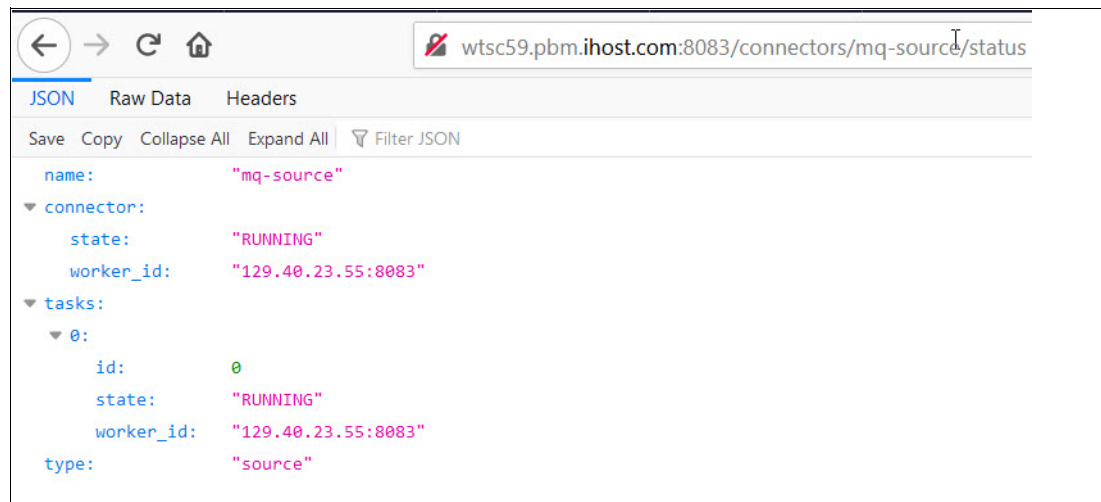 wtsc59.pbm.ihost.com:8083/connectors/mq-source/status
JSON Raw Data Headers
Save Copy Collapse All Expand All Filter JSON
name: "mq-source"
connector:
state: "RUNNING"
worker_id: "129.40.23.55:8083"
tasks:
0:
id: 0
state: "RUNNING"
worker_id: "129.40.23.55:8083"
type: "source"